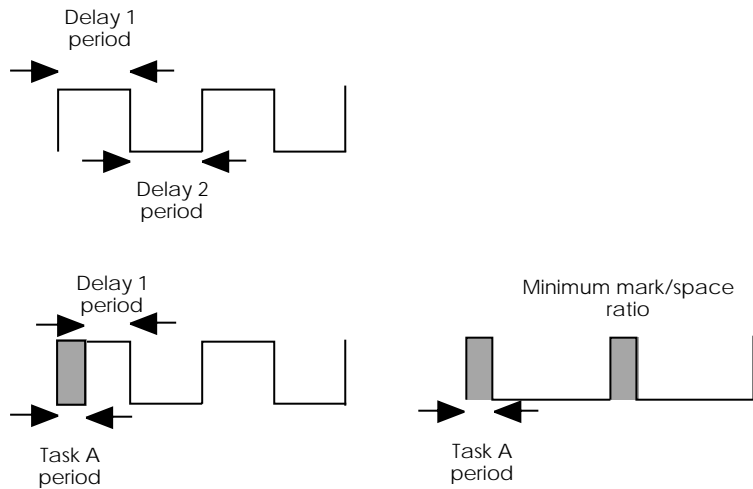 Delay 1
period
Delay 2
period
Delay 1
period
Minimum mark/space
ratio
Task A
period
Task A
period